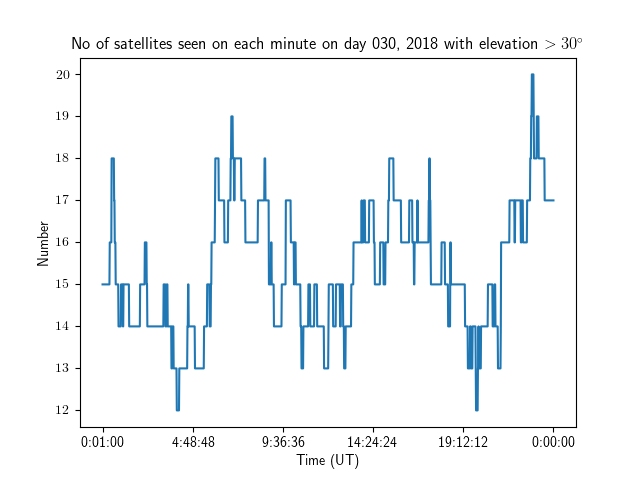 No of satellites seen on each minute on day 030, 2018 with elevation > 30°
20
19
18
17
16
15
14
13
12
Number
0:01:00 4:48:48 9:36:36 14:24:24 19:12:12 0:00:00
Time (UT)